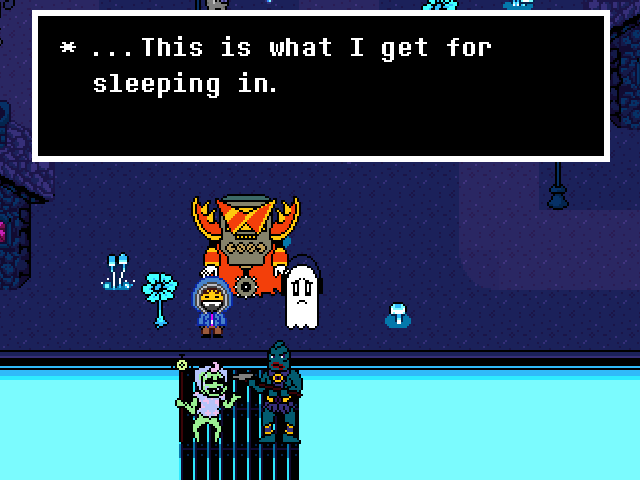 * ...This is what I get for
sleeping in.